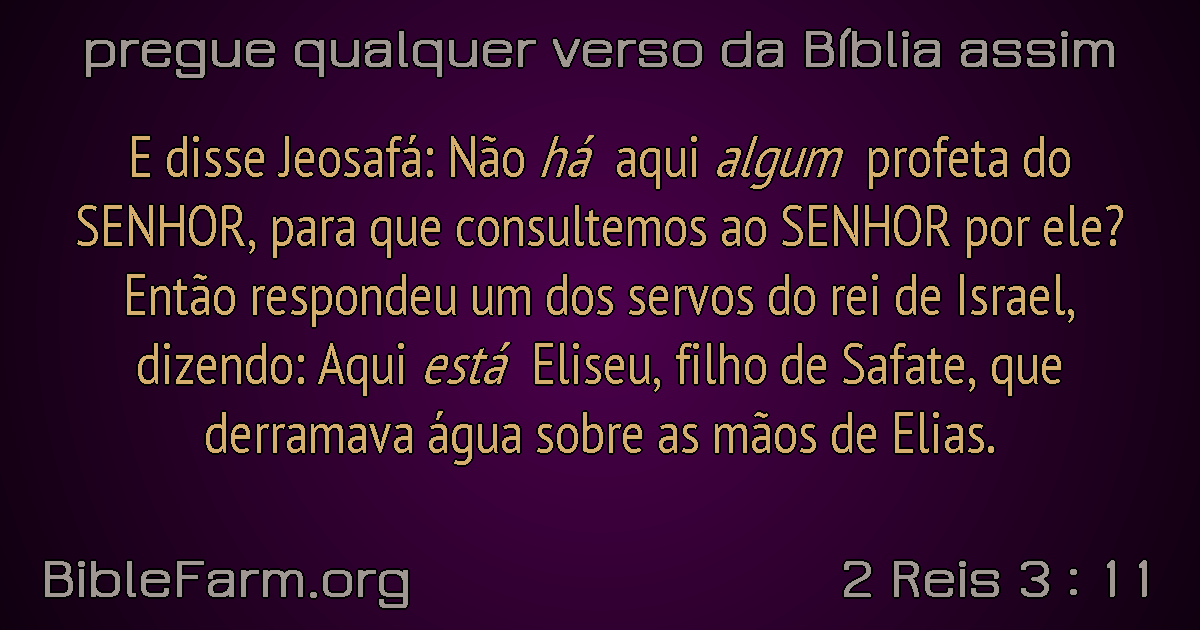 pregue qualquer verso da Bíblia assim
E disse Jeosafá: Não há aqui algum profeta do
SENHOR, para que consultemos ao SENHOR por ele?
Então respondeu um dos servos do rei de Israel,
dizendo: Aqui está Eliseu, filho de Safate, que
derramava água sobre as mãos de Elias.
BibleFarm.org
2 Reis 3 : 11